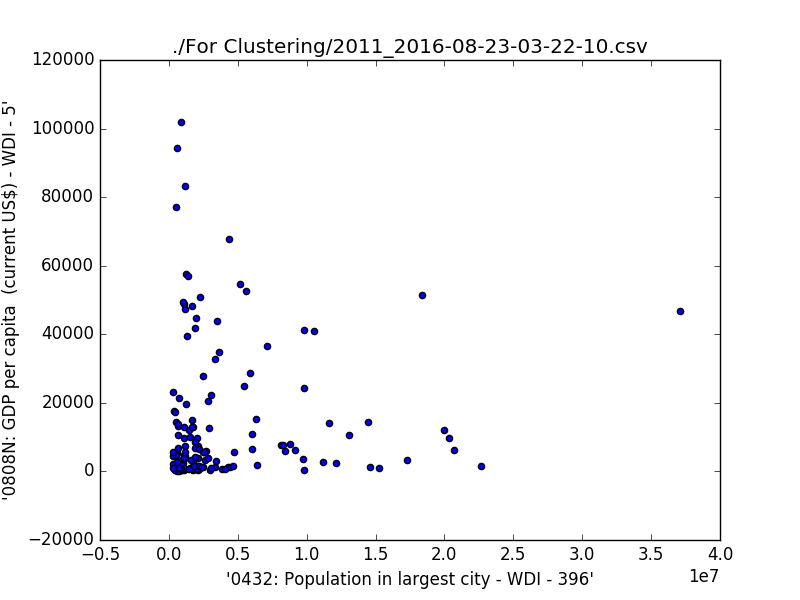 ./For Clustering/2011_2016-08-23-03-22-10.csv
120000
100000
80000
60000
40000
20000
0
−20000
'0808N: GDP per capita  (current US$) - WDI - 5'
−0.5 0.0 0.5 1.0 1.5 2.0 2.5 3.0 3.5 4.0
1e7
'0432: Population in largest city - WDI - 396'